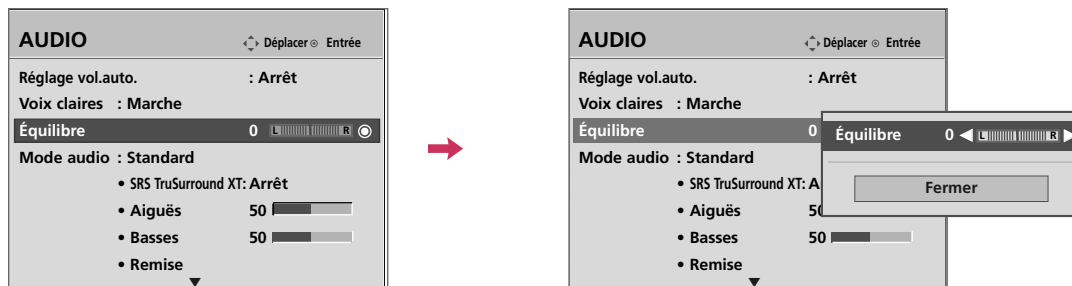 AUDIO
Déplacer Entrée
Réglage vol.auto. : Arrêt
Voix claires : Marche
Équilibre 0 L R
Mode audio : Standard
• SRS TruSurround XT: Arrêt
• Aiguës 50
• Basses 50
• Remise
AUDIO
Déplacer Entrée
Réglage vol.auto. : Arrêt
Voix claires : Marche
Équilibre 0
Mode audio : Standard
• SRS TruSurround XT: A
• Aiguës 50
• Basses 50
• Remise
Équilibre 0 L R
Fermer